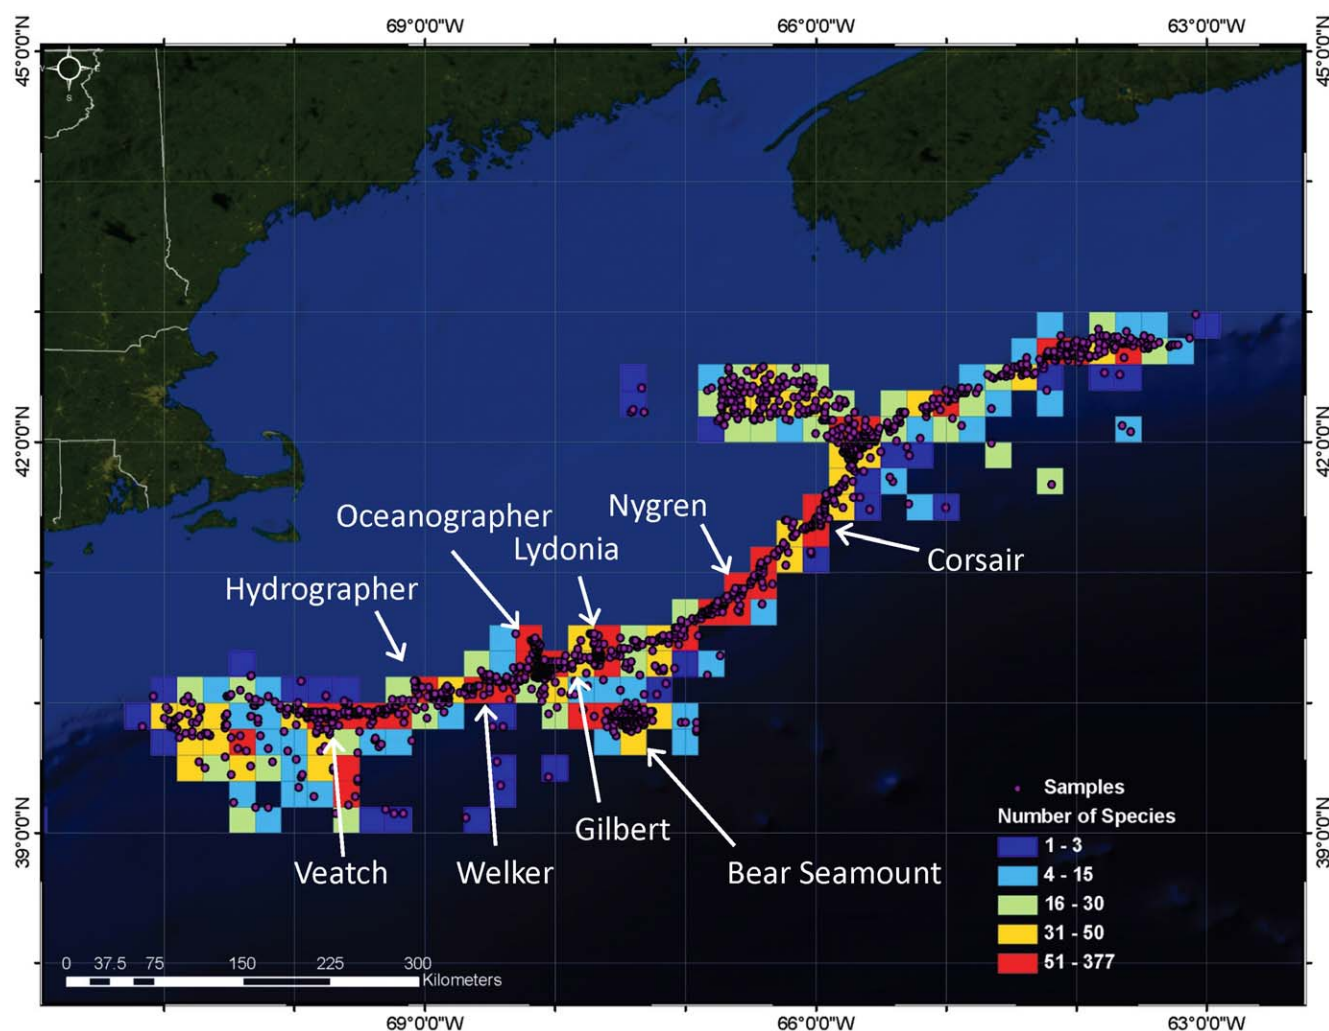 69°0'0"W
66°0'0"W
63°0'0"W
45°0'0"N
45°0'0"N
42°0'0"N
42°0'0"N
Nygren
Oceanographer
Lydonia
Corsair
Hydrographer
Samples
Number of Species
39°0'0"N
39°0'0"N
Gilbert
1 - 3
Veatch
Welker
Bear Seamount
4 - 15
16 - 30
31 - 50
51 - 377
0 37.5 75 150 225 300
Kilometers
69°0'0"W
66°0'0"W
63°0'0"W
S